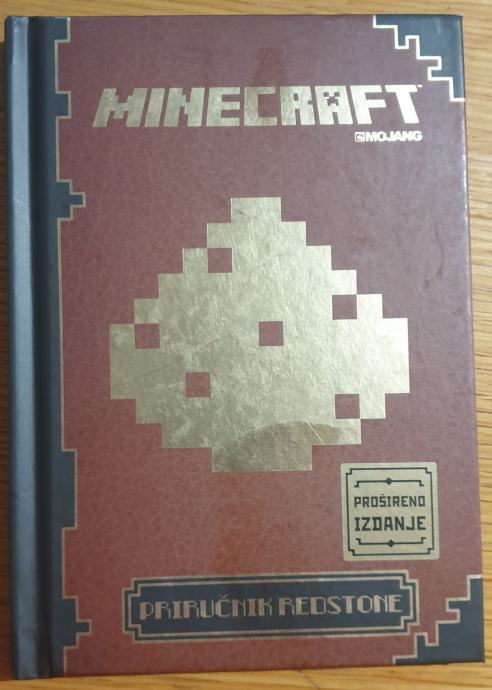 MINECRAFT
MOJANG
PROŠIRENO
IZDANJE
PRIRUČNIK REDSTONE